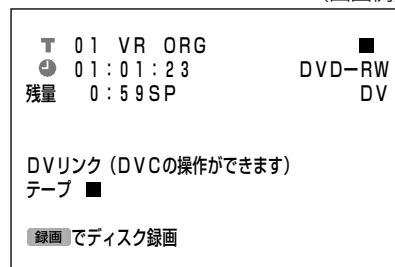 T 01 VR ORG ■
01:01:23 DVD-RW
残量 0:59SP DV
DVリンク(DVCの操作ができます)
テープ ■
録画でディスク録画